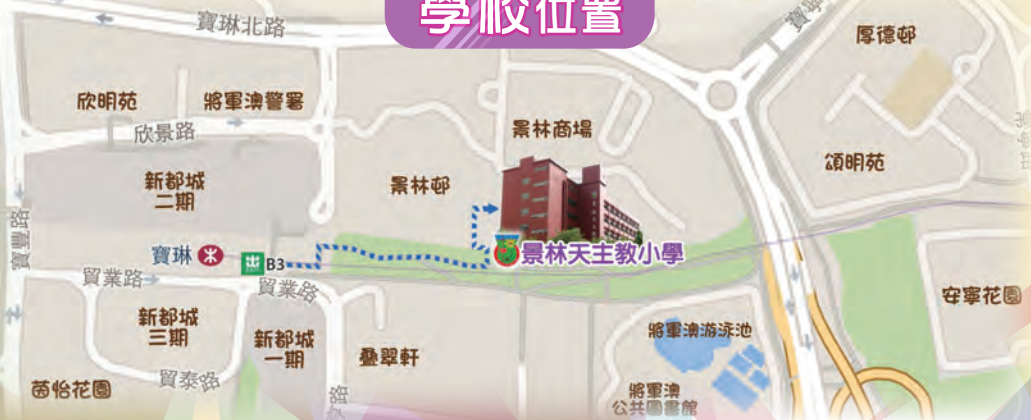 學校位置
寶琳北路
厚德邨
欣明苑
將軍澳警署
欣景路
景林商場
頌明苑
新都城
二期
景林邨
寶豐路
寶琳
出
B3
景林天主教小學
貿業路
貿業路
安寧花園
新都城
三期
新都城
一期
疊翠軒
將軍澳游泳池
茵怡花園
貿泰路
將軍澳
公共圖書館